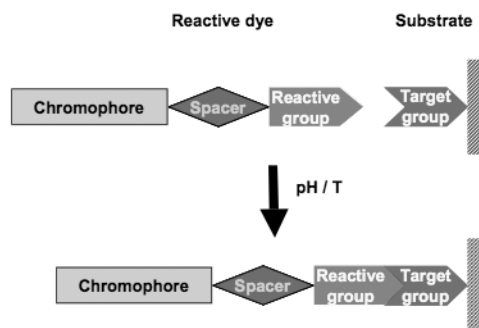 Reactive dye Substrate
Chromophore Spacer Reactive group Target group
pH / T
Chromophore Spacer Reactive group Target group